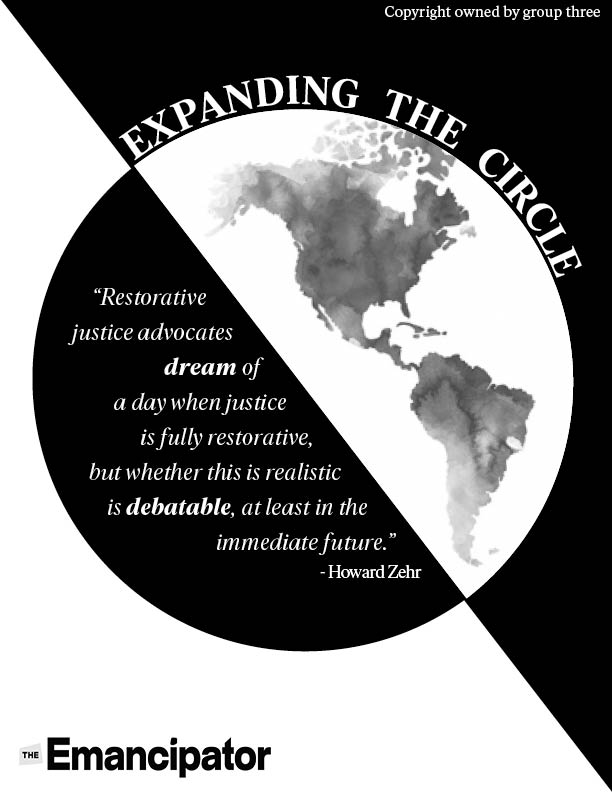 Copyright owned by group three
EXPANDING THE CIRCLE
“Restorative
justice advocates
dream of
a day when justice
is fully restorative,
but whether this is realistic
is debatable, at least in the
immediate future.”
- Howard Zehr
THE Emancipator